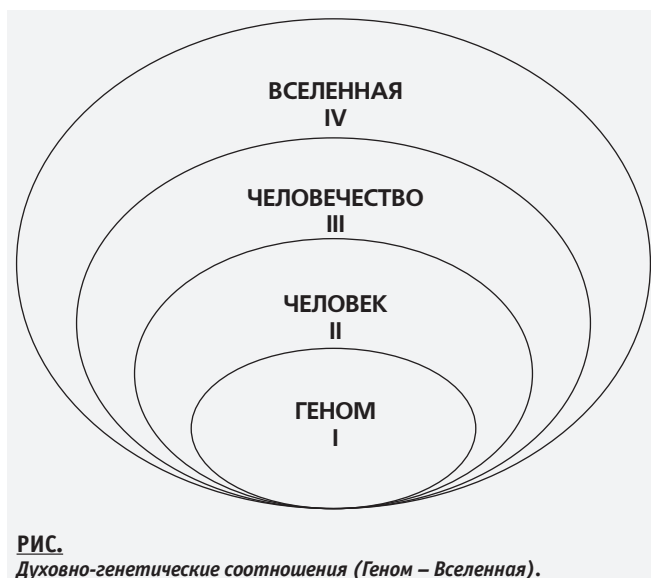 ВСЕЛЕННАЯ
IV
ЧЕЛОВЕЧЕСТВО
III
ЧЕЛОВЕК
II
ГЕНОМ
I
РИС.
Духовно-генетические соотношения (Геном – Вселенная).